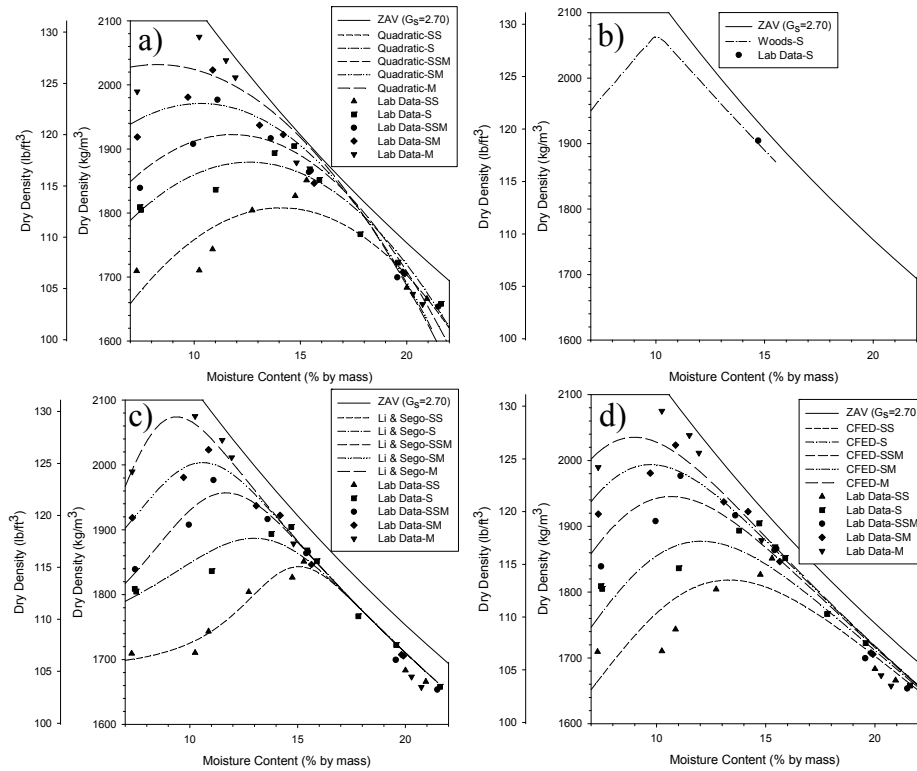 a)
2100
2000
1900
1800
1700
1600
130
125
120
115
110
105
100
Dry Density (lb/ft³)
Dry Density (kg/m³)
10
15
20
Moisture Content (% by mass)
ZAV (Gs=2.70)
Quadratic-SS
Quadratic-S
Quadratic-SSM
Quadratic-SM
Quadratic-M
Lab Data-SS
Lab Data-S
Lab Data-SSM
Lab Data-SM
Lab Data-M
b)
2100
2000
1900
1800
1700
1600
130
125
120
115
110
105
100
Dry Density (lb/ft³)
Dry Density (kg/m³)
10
15
20
Moisture Content (% by mass)
ZAV (Gs=2.70)
Woods-S
Lab Data-S
c)
2100
2000
1900
1800
1700
1600
130
125
120
115
110
105
100
Dry Density (lb/ft³)
Dry Density (kg/m³)
10
15
20
Moisture Content (% by mass)
ZAV (Gs=2.70)
Li & Sego-SS
Li & Sego-S
Li & Sego-SSM
Li & Sego-SM
Li & Sego-M
Lab Data-SS
Lab Data-S
Lab Data-SSM
Lab Data-SM
Lab Data-M
d)
2100
2000
1900
1800
1700
1600
130
125
120
115
110
105
100
Dry Density (lb/ft³)
Dry Density (kg/m³)
10
15
20
Moisture Content (% by mass)
ZAV (Gs=2.70)
CFED-SS
CFED-S
CFED-SSM
CFED-SM
CFED-M
Lab Data-SS
Lab Data-S
Lab Data-SSM
Lab Data-SM
Lab Data-M